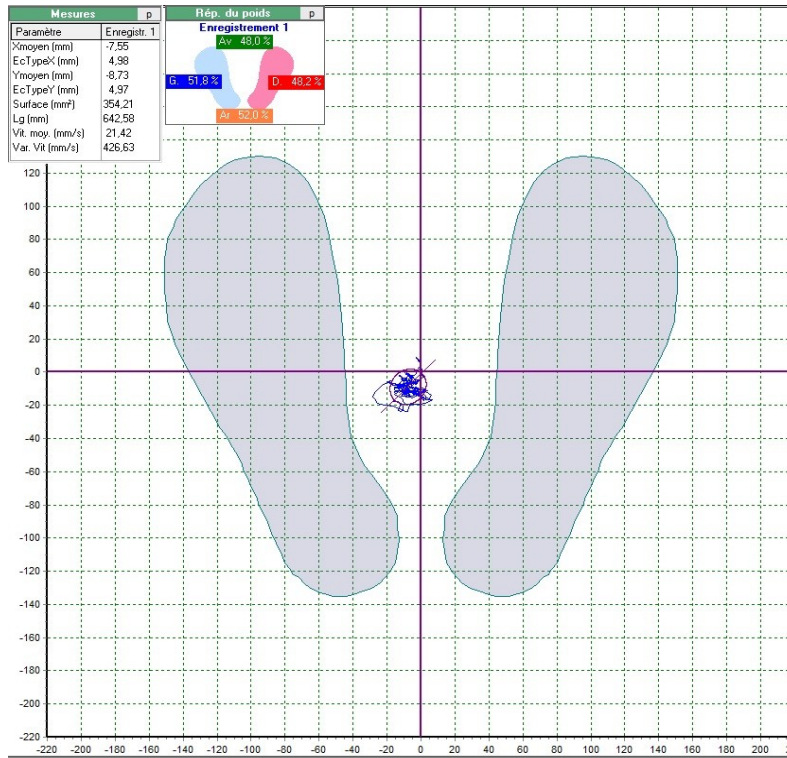 Mesures p
Paramètre Enregistr. 1
Xmoyen (mm) -7,55
EcTypeX (mm) 4,98
Ymoyen (mm) -8,73
EcTypeY (mm) 4,97
Surface (mm²) 354,21
Lg (mm) 642,58
Vit. moy. (mm/s) 21,42
Var. Vit (mm/s) 426,63
Rép. du poids p
Enregistrement 1
Av 48,0 %
G. 51,8 % D. 48,2 %
Ar 52,0 %
120
100
80
60
40
20
0
-20
-40
-60
-80
-100
-120
-140
-160
-180
-200
-220
-220 -200 -180 -160 -140 -120 -100 -80 -60 -40 -20 0 20 40 60 80 100 120 140 160 180 200